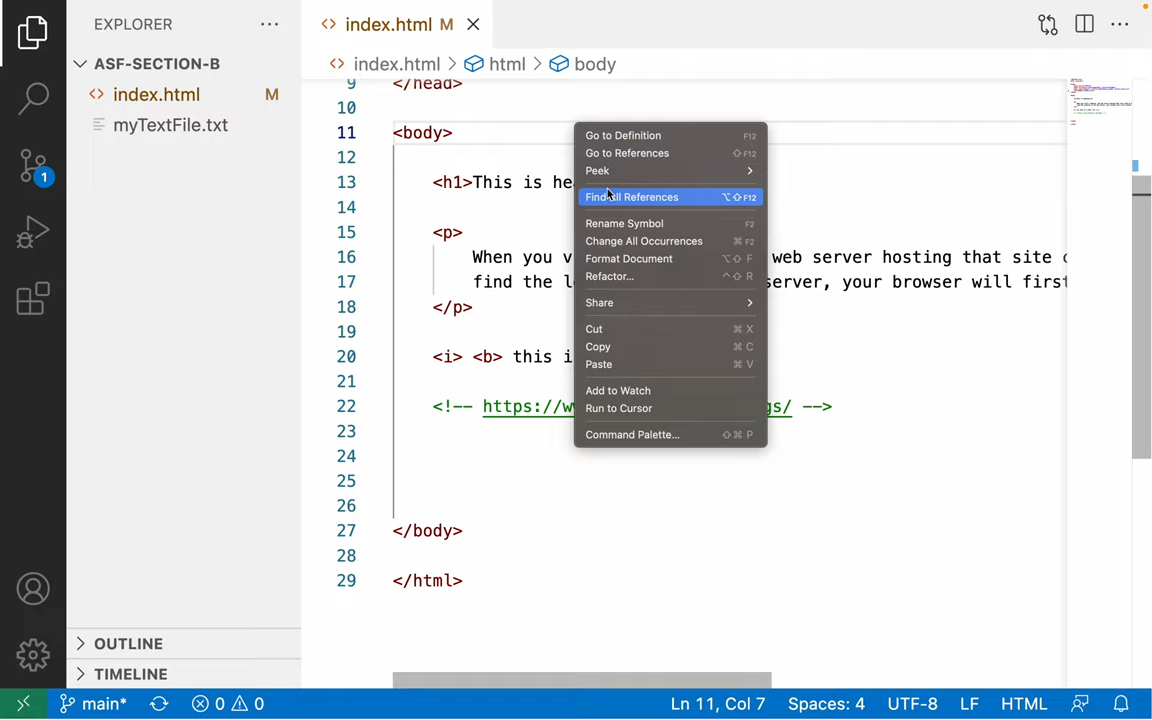 EXPLORER ···
index.html M
index.html > html > body
ASF-SECTION-B
index.html M
myTextFile.txt
1
9 </head>
10
11 <body>
12
13 <h1>This is he
14
15 <p>
16 When you v web server hosting that site
17 find the l server, your browser will first
18 </p>
19
20 <i> <b> this i
21
22 <!-- https://w gs/ -->
23
24
25
26
27 </body>
28
29 </html>
Go to Definition F12
Go to References ⇧F12
Peek >
Find All References ⌥⇧F12
Rename Symbol F2
Change All Occurrences ⌘F2
Format Document ⌥⇧ F
Refactor... ^⇧ R
Share >
Cut ⌘ X
Copy ⌘ C
Paste ⌘ V
Add to Watch
Run to Cursor
Command Palette... ⇧⌘ P
OUTLINE
TIMELINE
main* 0 0 Ln 11, Col 7 Spaces: 4 UTF-8 LF HTML